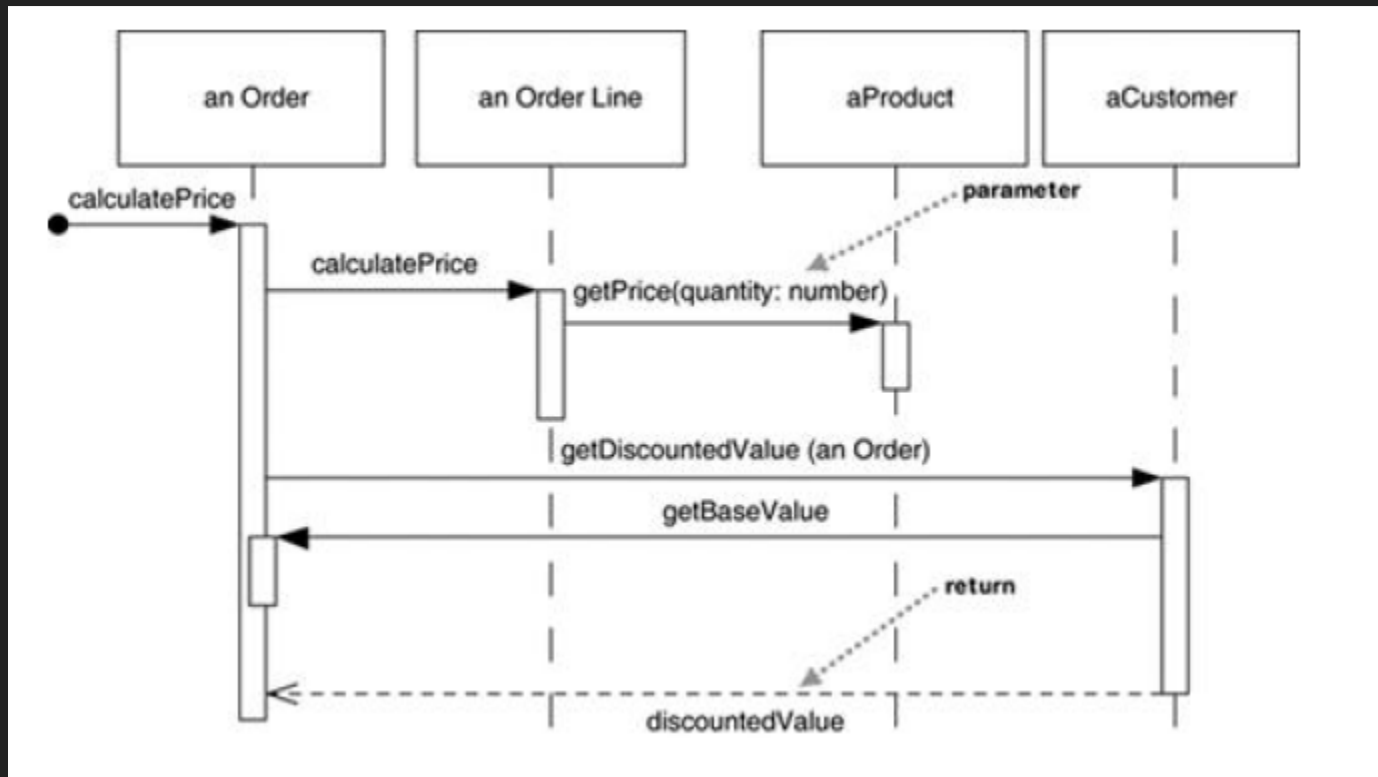 an Order
an Order Line
aProduct
aCustomer
calculatePrice
parameter
calculatePrice
getPrice(quantity: number)
getDiscountedValue (an Order)
getBaseValue
return
discountedValue